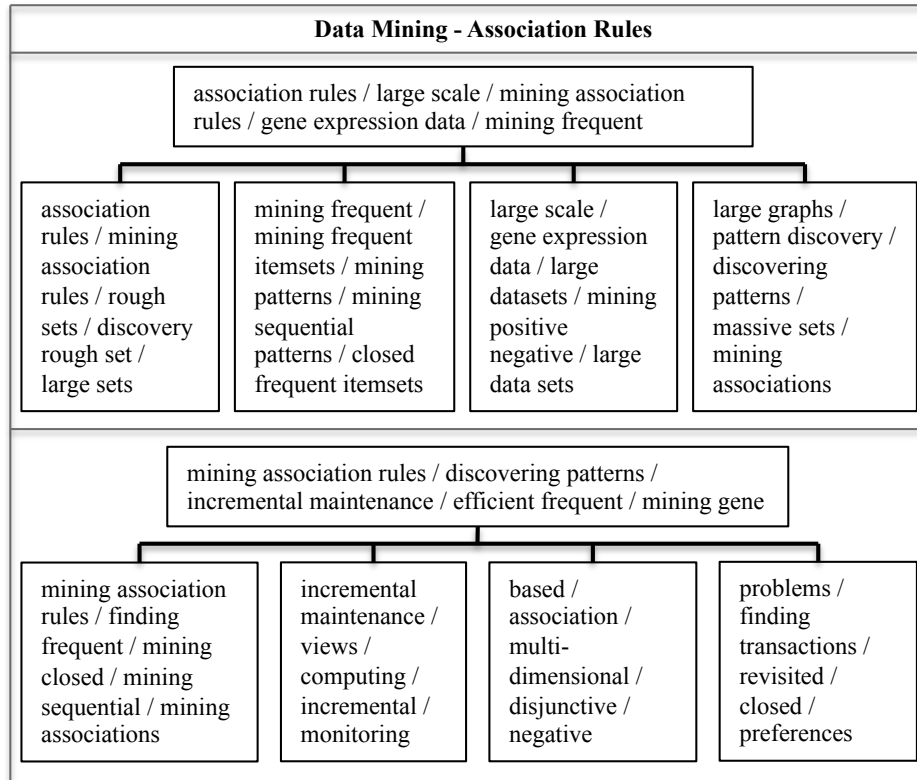 Data Mining - Association Rules
association rules / large scale / mining association
rules / gene expression data / mining frequent
association
rules / mining
association
rules / rough
sets / discovery
rough set /
large sets
mining frequent /
mining frequent
itemsets / mining
patterns / mining
sequential
patterns / closed
frequent itemsets
large scale /
gene expression
data / large
datasets / mining
positive
negative / large
data sets
large graphs /
pattern discovery /
discovering
patterns /
massive sets /
mining
associations
mining association rules / discovering patterns /
incremental maintenance / efficient frequent / mining gene
mining association
rules / finding
frequent / mining
closed / mining
sequential / mining
associations
incremental
maintenance /
views /
computing /
incremental /
monitoring
based /
association /
multi-
dimensional /
disjunctive /
negative
problems /
finding
transactions /
revisited /
closed /
preferences